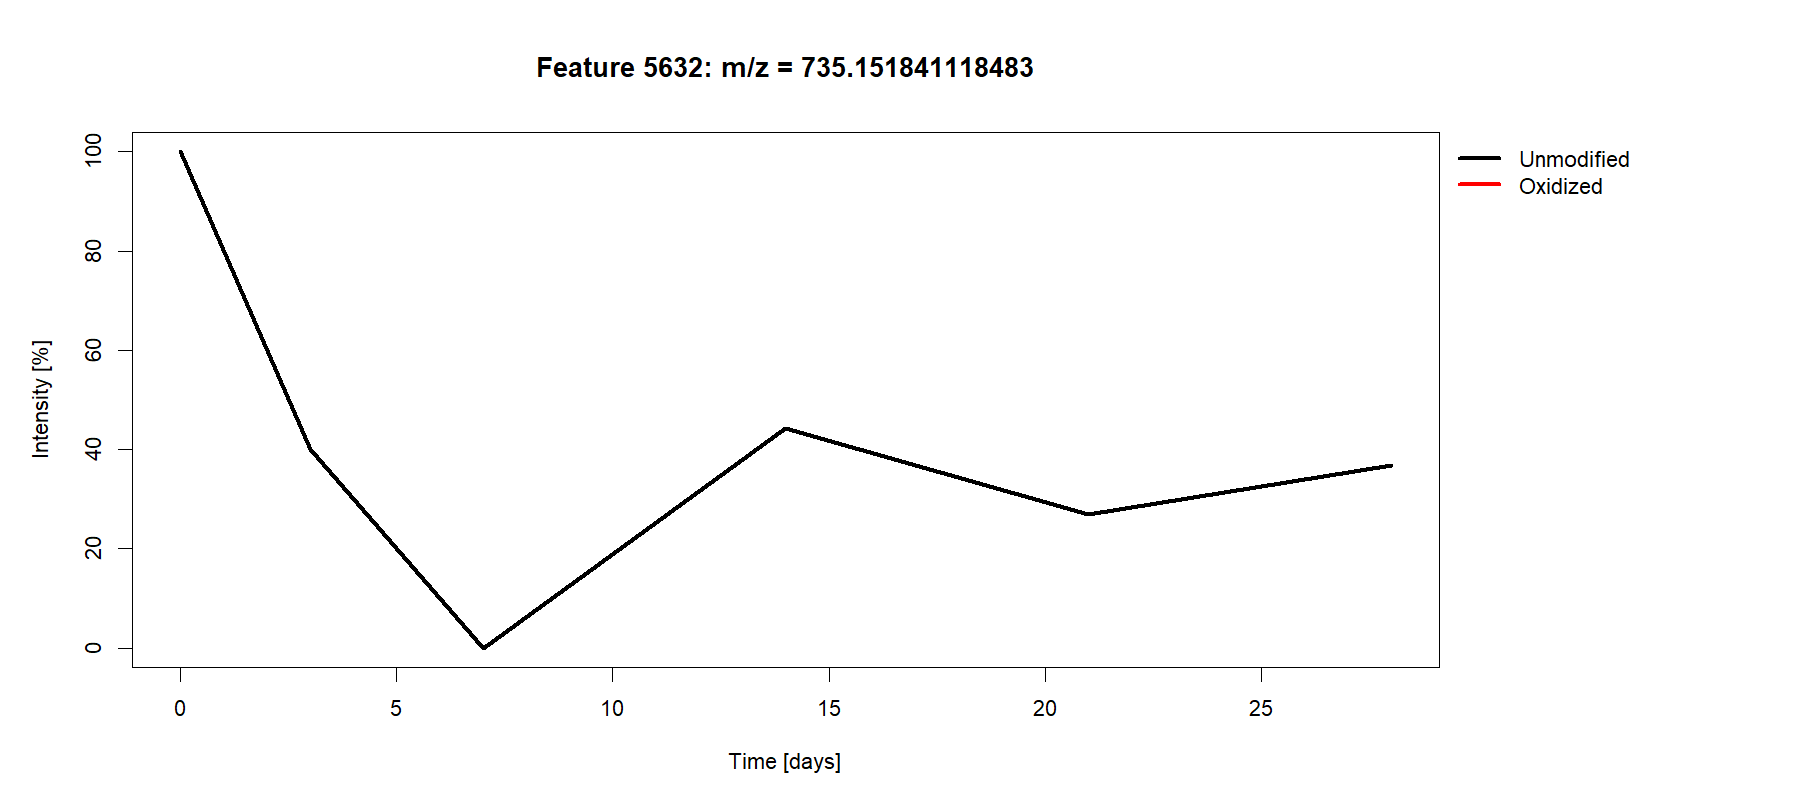 Feature 5632: m/z = 735.151841118483
Unmodified
Oxidized
Intensity [%]
100
80
60
40
20
0
0 5 10 15 20 25
Time [days]